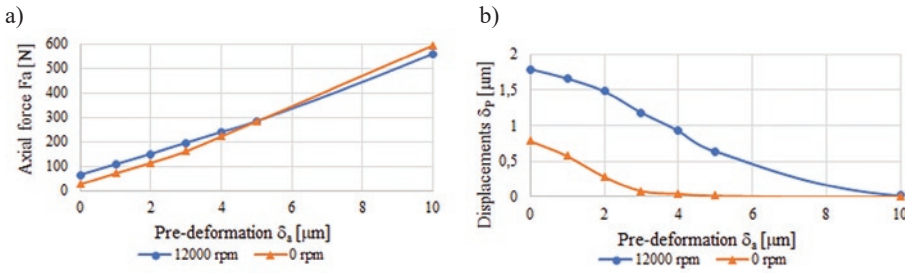 a)
Axial force Fa [N]
600
500
400
300
200
100
0
0 2 4 6 8 10
Pre-deformation δa [µm]
12000 rpm 0 rpm
b)
Displacements δP [µm]
2
1,5
1
0,5
0
0 2 4 6 8 10
Pre-deformation δa [µm]
12000 rpm 0 rpm